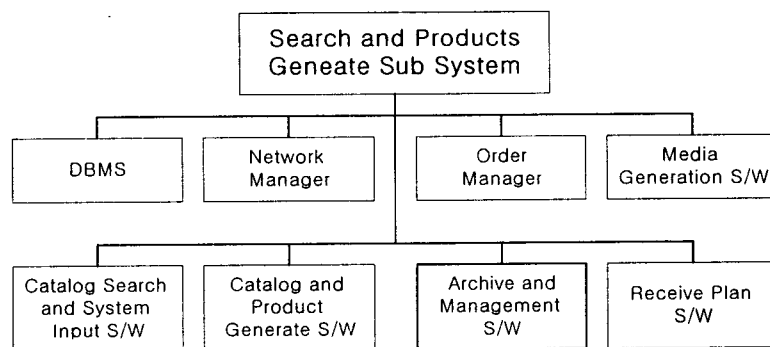 Search and Products
Geneate Sub System
DBMS
Network
Manager
Order
Manager
Media
Generation S/W
Catalog Search
and System
Input S/W
Catalog and
Product
Generate S/W
Archive and
Management
S/W
Receive Plan
S/W